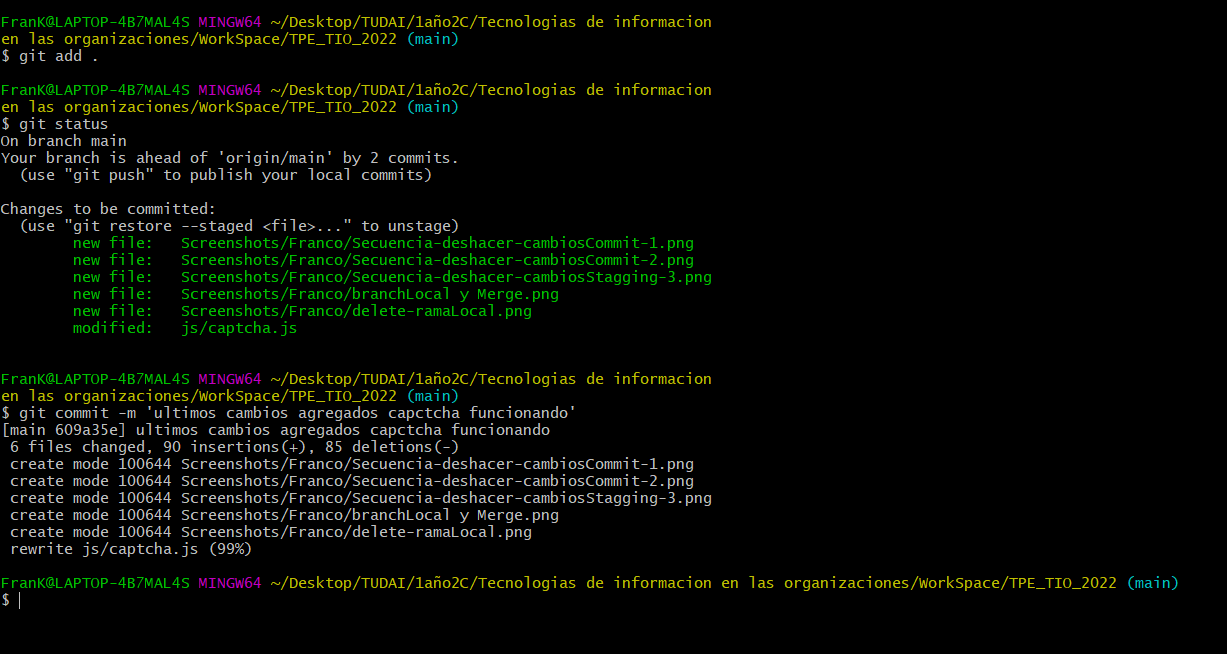 FranK@LAPTOP-4B7MAL4S MINGW64 ~/Desktop/TUDAI/1año2C/Tecnologias de informacion
en las organizaciones/WorkSpace/TPE_TIO_2022 (main)
$ git add .
FranK@LAPTOP-4B7MAL4S MINGW64 ~/Desktop/TUDAI/1año2C/Tecnologias de informacion
en las organizaciones/WorkSpace/TPE_TIO_2022 (main)
$ git status
On branch main
Your branch is ahead of 'origin/main' by 2 commits.
  (use "git push" to publish your local commits)
Changes to be committed:
  (use "git restore --staged <file>..." to unstage)
        new file:   Screenshots/Franco/Secuencia-deshacer-cambiosCommit-1.png
        new file:   Screenshots/Franco/Secuencia-deshacer-cambiosCommit-2.png
        new file:   Screenshots/Franco/Secuencia-deshacer-cambiosStagging-3.png
        new file:   Screenshots/Franco/branchLocal y Merge.png
        new file:   Screenshots/Franco/delete-ramaLocal.png
        modified:   js/captcha.js
FranK@LAPTOP-4B7MAL4S MINGW64 ~/Desktop/TUDAI/1año2C/Tecnologias de informacion
en las organizaciones/WorkSpace/TPE_TIO_2022 (main)
$ git commit -m 'ultimos cambios agregados capctcha funcionando'
[main 609a35e] ultimos cambios agregados capctcha funcionando
 6 files changed, 90 insertions(+), 85 deletions(-)
 create mode 100644 Screenshots/Franco/Secuencia-deshacer-cambiosCommit-1.png
 create mode 100644 Screenshots/Franco/Secuencia-deshacer-cambiosCommit-2.png
 create mode 100644 Screenshots/Franco/Secuencia-deshacer-cambiosStagging-3.png
 create mode 100644 Screenshots/Franco/branchLocal y Merge.png
 create mode 100644 Screenshots/Franco/delete-ramaLocal.png
 rewrite js/captcha.js (99%)
FranK@LAPTOP-4B7MAL4S MINGW64 ~/Desktop/TUDAI/1año2C/Tecnologias de informacion en las organizaciones/WorkSpace/TPE_TIO_2022 (main)
$